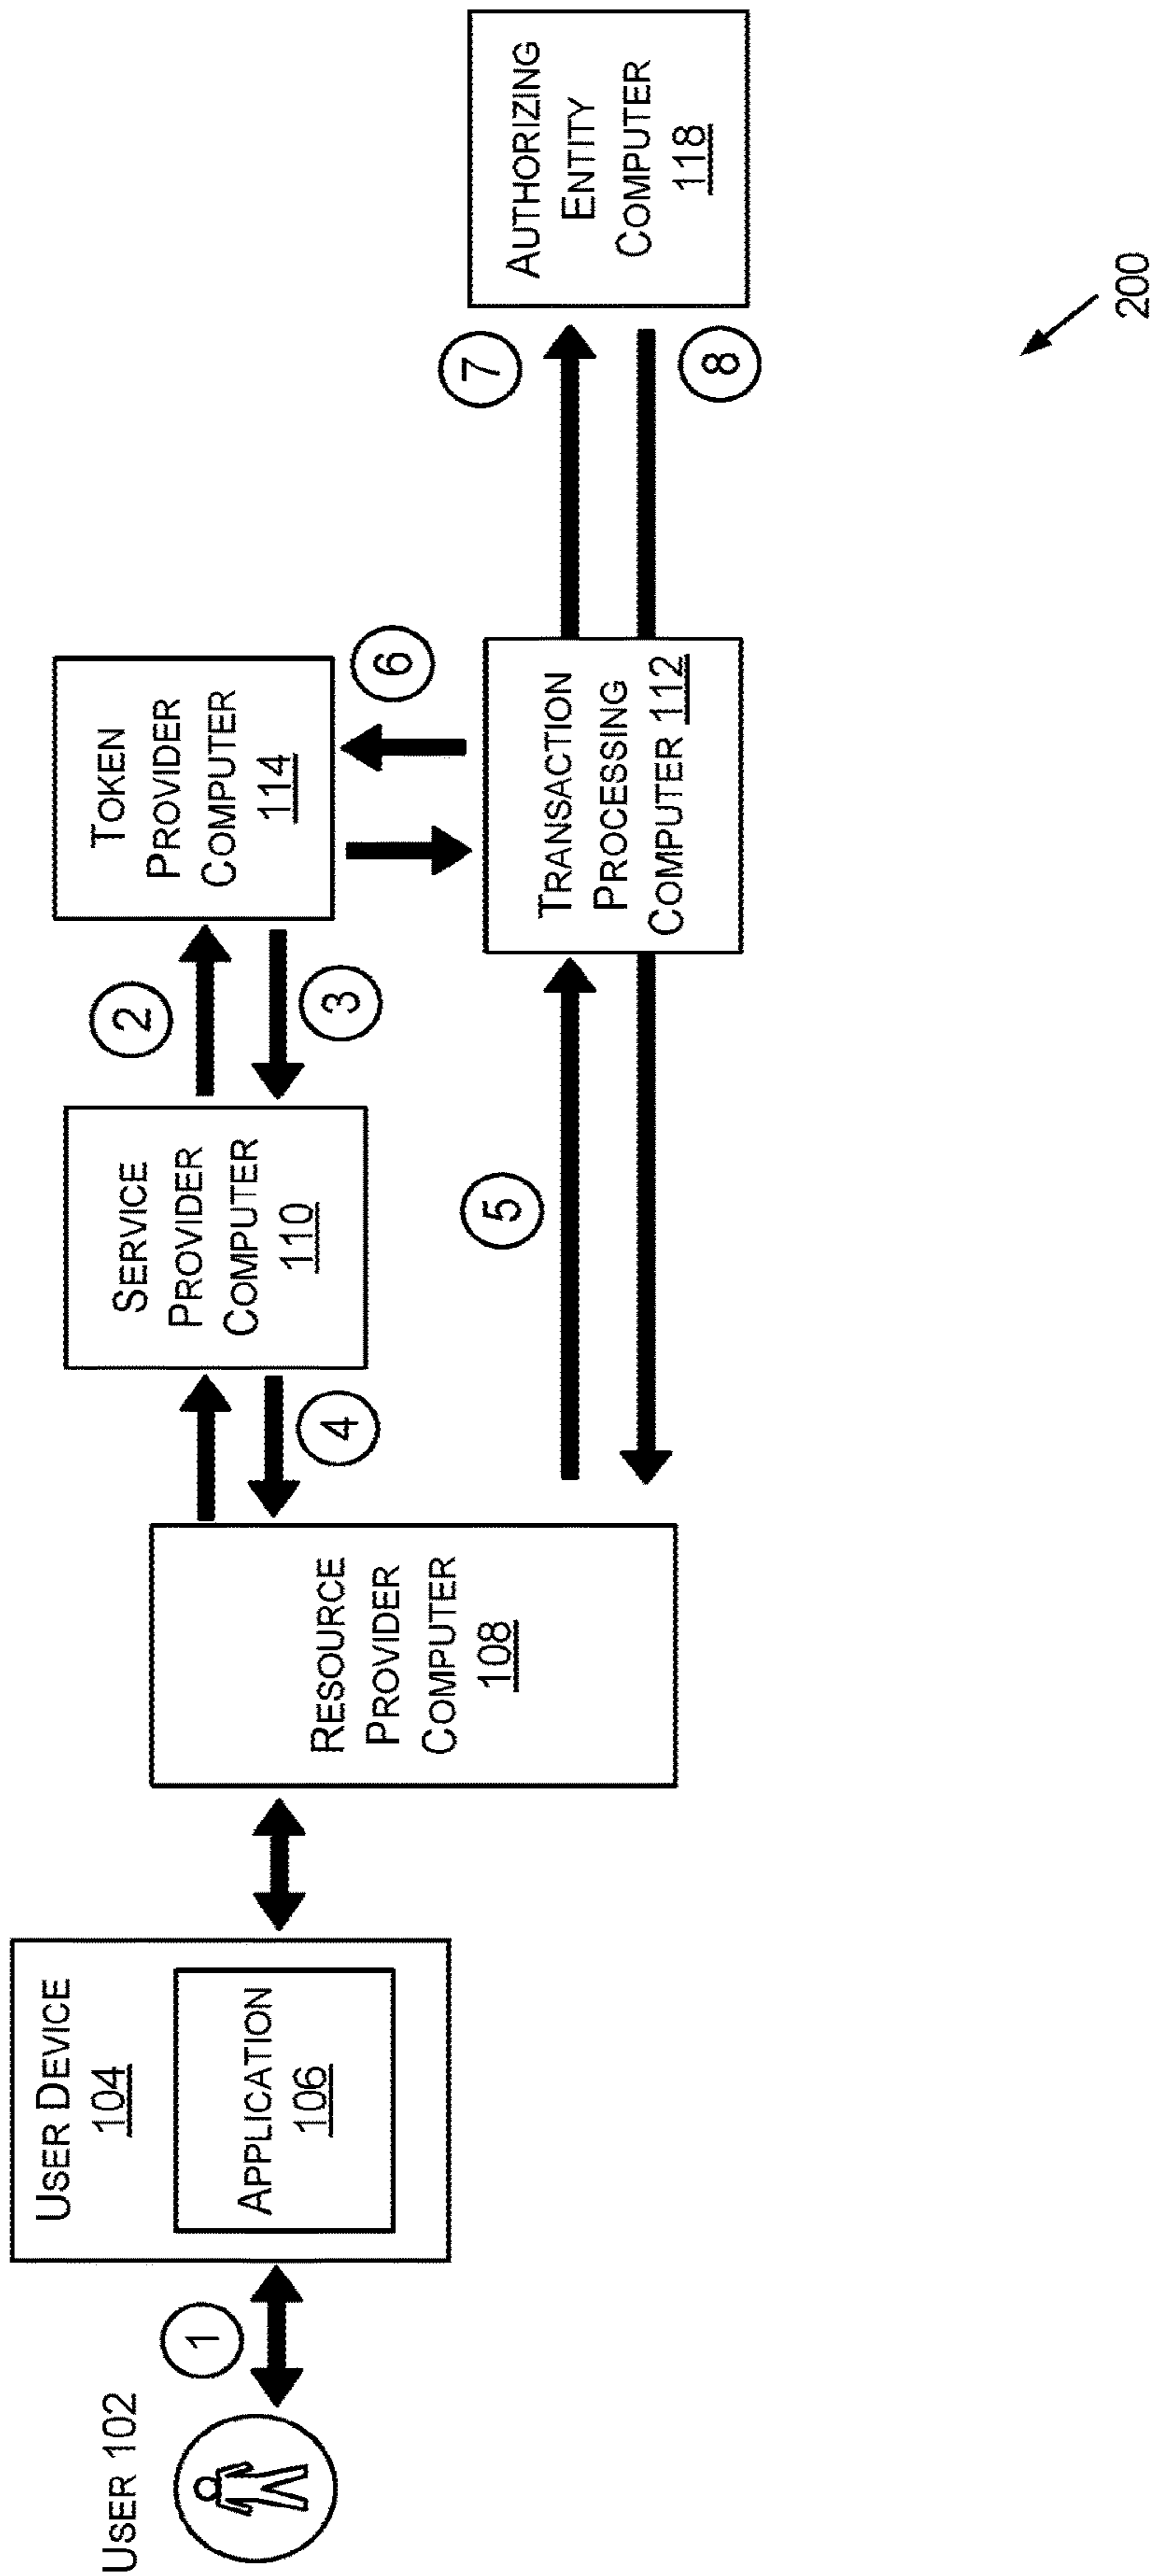 USER 102
1
USER DEVICE
104
APPLICATION
106
RESOURCE
PROVIDER
COMPUTER
108
4
SERVICE
PROVIDER
COMPUTER
110
2
3
TOKEN
PROVIDER
COMPUTER
114
5
6
TRANSACTION
PROCESSING
COMPUTER 112
7
8
AUTHORIZING
ENTITY
COMPUTER
118
200